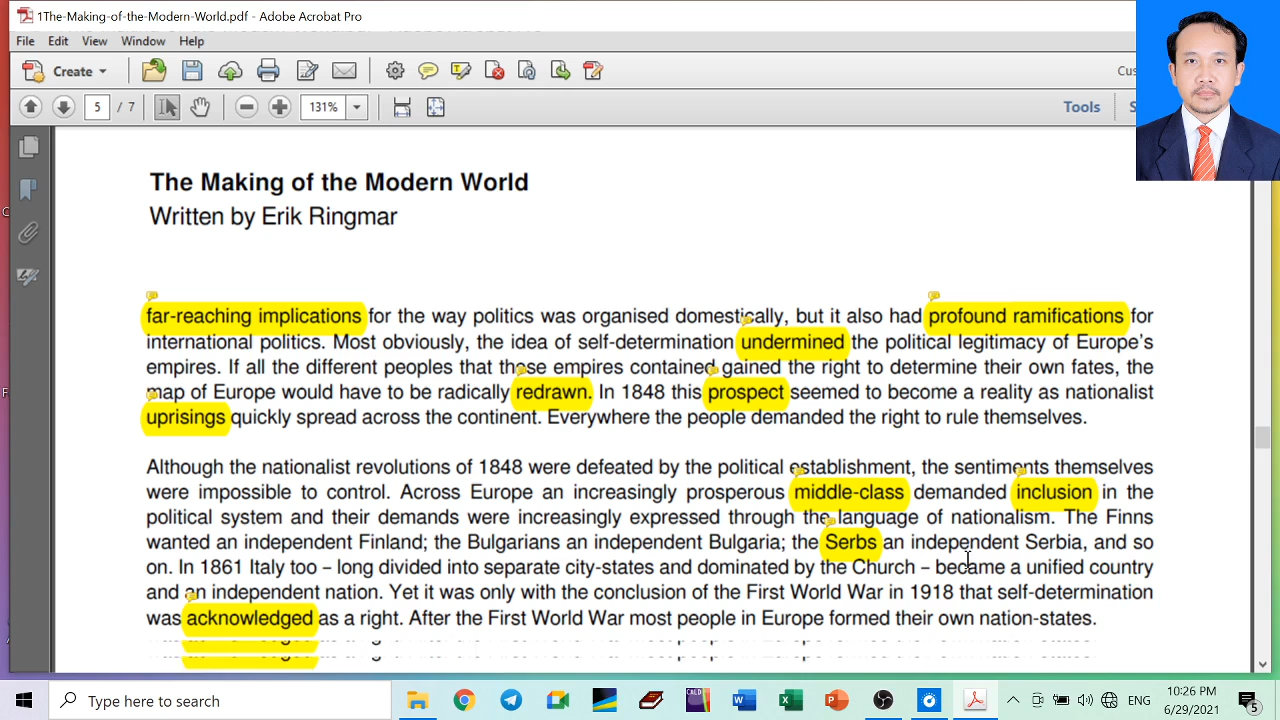 1The-Making-of-the-Modern-World.pdf - Adobe Acrobat Pro
File Edit View Window Help
Create
5 / 7 131% Tools
The Making of the Modern World
Written by Erik Ringmar
far-reaching implications for the way politics was organised domestically, but it also had profound ramifications for
international politics. Most obviously, the idea of self-determination undermined the political legitimacy of Europe's
empires. If all the different peoples that these empires contained gained the right to determine their own fates, the
map of Europe would have to be radically redrawn. In 1848 this prospect seemed to become a reality as nationalist
uprisings quickly spread across the continent. Everywhere the people demanded the right to rule themselves.
Although the nationalist revolutions of 1848 were defeated by the political establishment, the sentiments themselves
were impossible to control. Across Europe an increasingly prosperous middle-class demanded inclusion in the
political system and their demands were increasingly expressed through the language of nationalism. The Finns
wanted an independent Finland; the Bulgarians an independent Bulgaria; the Serbs an independent Serbia, and so
on. In 1861 Italy too – long divided into separate city-states and dominated by the Church – became a unified country
and an independent nation. Yet it was only with the conclusion of the First World War in 1918 that self-determination
was acknowledged as a right. After the First World War most people in Europe formed their own nation-states.
Type here to search
CALD
ENG
10:26 PM
6/29/2021
5